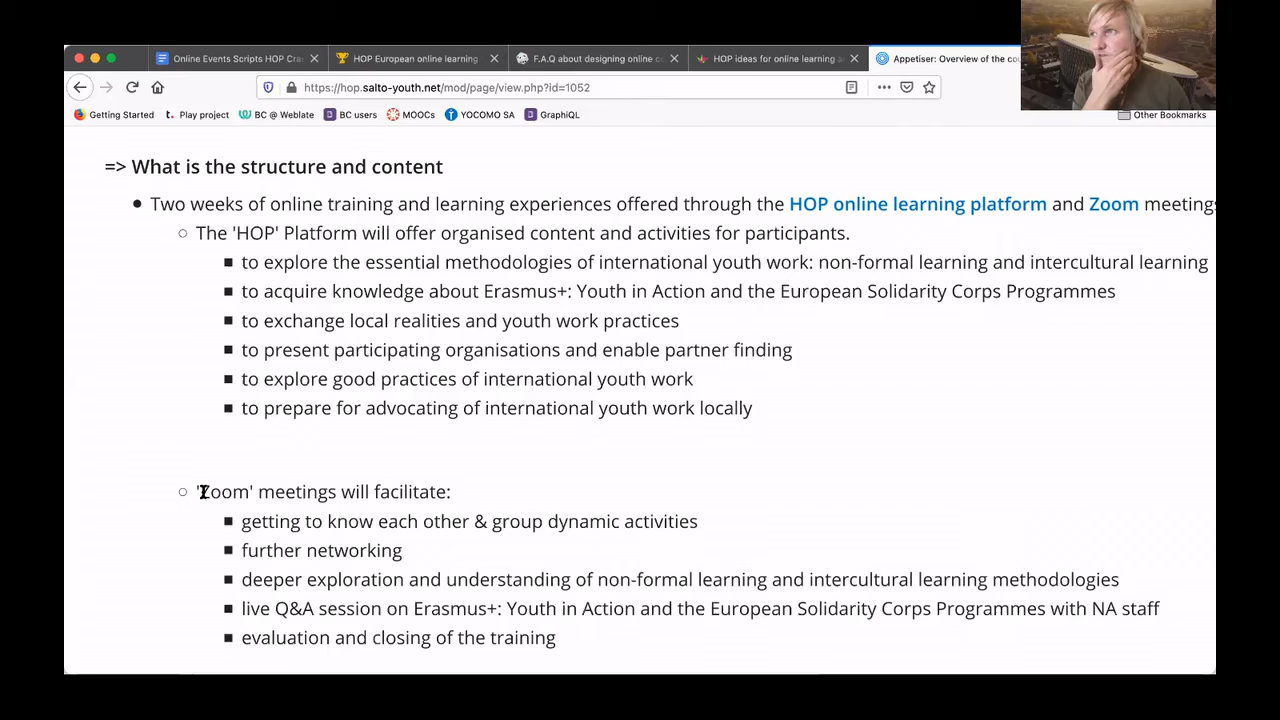 Online Events Scripts HOP Cra
HOP European online learning
F.A.Q about designing online c
HOP ideas for online learning a
Appetiser: Overview of the cou
https://hop.salto-youth.net/mod/page/view.php?id=1052
Getting Started
Play project
BC @ Weblate
BC users
MOOCs
YOCOMO SA
GraphiQL
Other Bookmarks
=> What is the structure and content
Two weeks of online training and learning experiences offered through the HOP online learning platform and Zoom meetings
The 'HOP' Platform will offer organised content and activities for participants.
to explore the essential methodologies of international youth work: non-formal learning and intercultural learning
to acquire knowledge about Erasmus+: Youth in Action and the European Solidarity Corps Programmes
to exchange local realities and youth work practices
to present participating organisations and enable partner finding
to explore good practices of international youth work
to prepare for advocating of international youth work locally
'Zoom' meetings will facilitate:
getting to know each other & group dynamic activities
further networking
deeper exploration and understanding of non-formal learning and intercultural learning methodologies
live Q&A session on Erasmus+: Youth in Action and the European Solidarity Corps Programmes with NA staff
evaluation and closing of the training